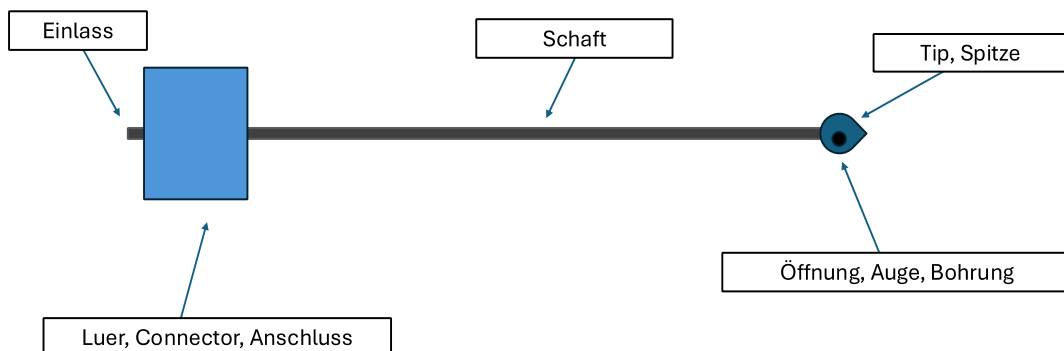 Einlass
Schaft
Tip, Spitze
Öffnung, Auge, Bohrung
Luer, Connector, Anschluss